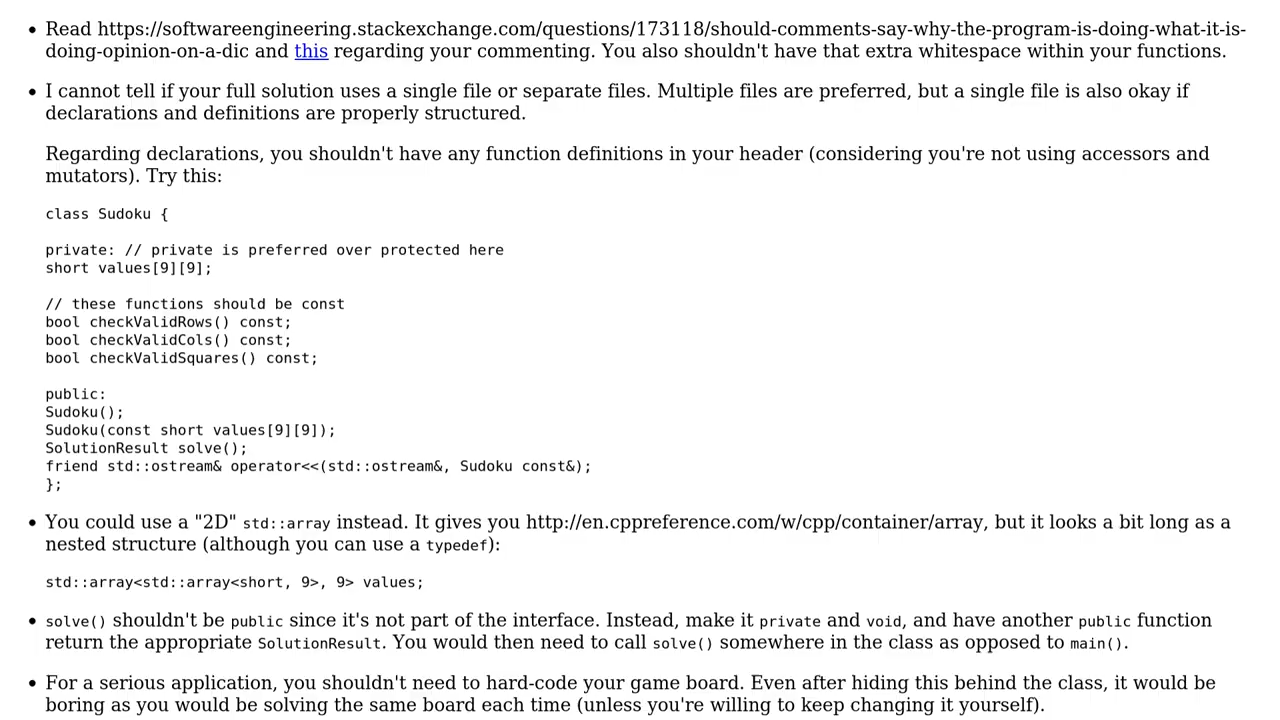 • Read https://softwareengineering.stackexchange.com/questions/173118/should-comments-say-why-the-program-is-doing-what-it-is-
doing-opinion-on-a-dic and this regarding your commenting. You also shouldn't have that extra whitespace within your functions.
• I cannot tell if your full solution uses a single file or separate files. Multiple files are preferred, but a single file is also okay if
declarations and definitions are properly structured.
Regarding declarations, you shouldn't have any function definitions in your header (considering you're not using accessors and
mutators). Try this:
class Sudoku {
private: // private is preferred over protected here
short values[9][9];
// these functions should be const
bool checkValidRows() const;
bool checkValidCols() const;
bool checkValidSquares() const;
public:
Sudoku();
Sudoku(const short values[9][9]);
SolutionResult solve();
friend std::ostream& operator<<(std::ostream&, Sudoku const&);
};
• You could use a "2D" std::array instead. It gives you http://en.cppreference.com/w/cpp/container/array, but it looks a bit long as a
nested structure (although you can use a typedef):
std::array<std::array<short, 9>, 9> values;
• solve() shouldn't be public since it's not part of the interface. Instead, make it private and void, and have another public function
return the appropriate SolutionResult. You would then need to call solve() somewhere in the class as opposed to main().
• For a serious application, you shouldn't need to hard-code your game board. Even after hiding this behind the class, it would be
boring as you would be solving the same board each time (unless you're willing to keep changing it yourself).